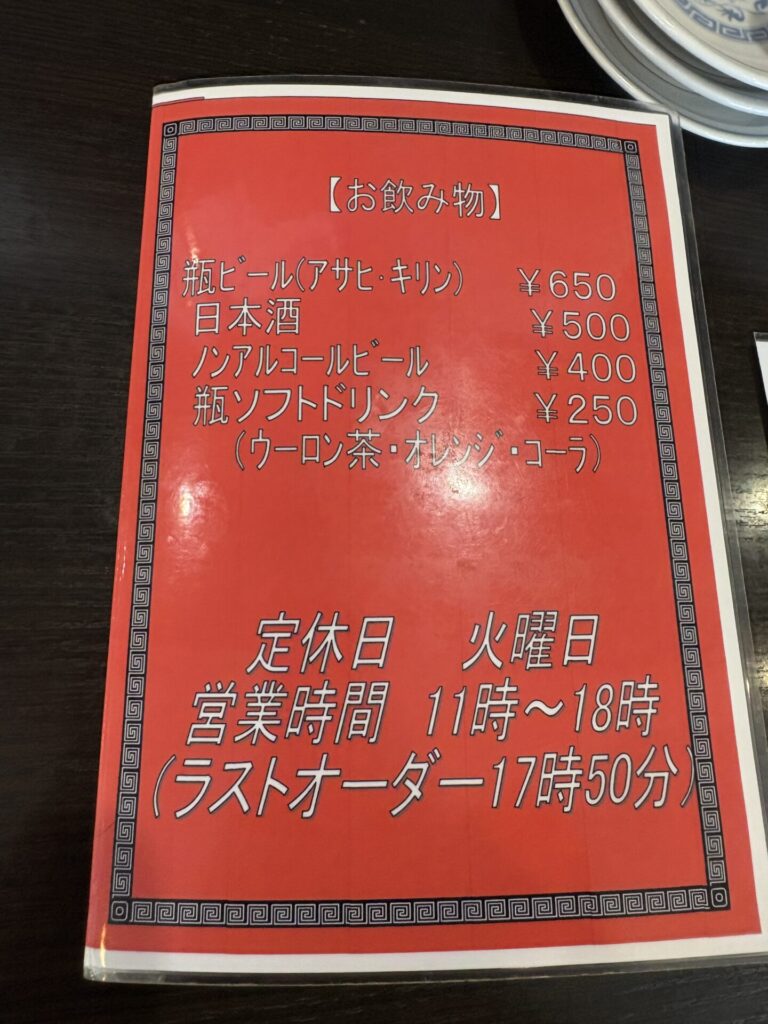 【お飲み物】
瓶ビール(アサヒ・キリン) ¥650
日本酒 ¥500
ノンアルコールビール ¥400
瓶ソフトドリンク ¥250
(ウーロン茶・オレンジ・コーラ)
定休日 火曜日
営業時間 11時〜18時
(ラストオーダー17時50分)